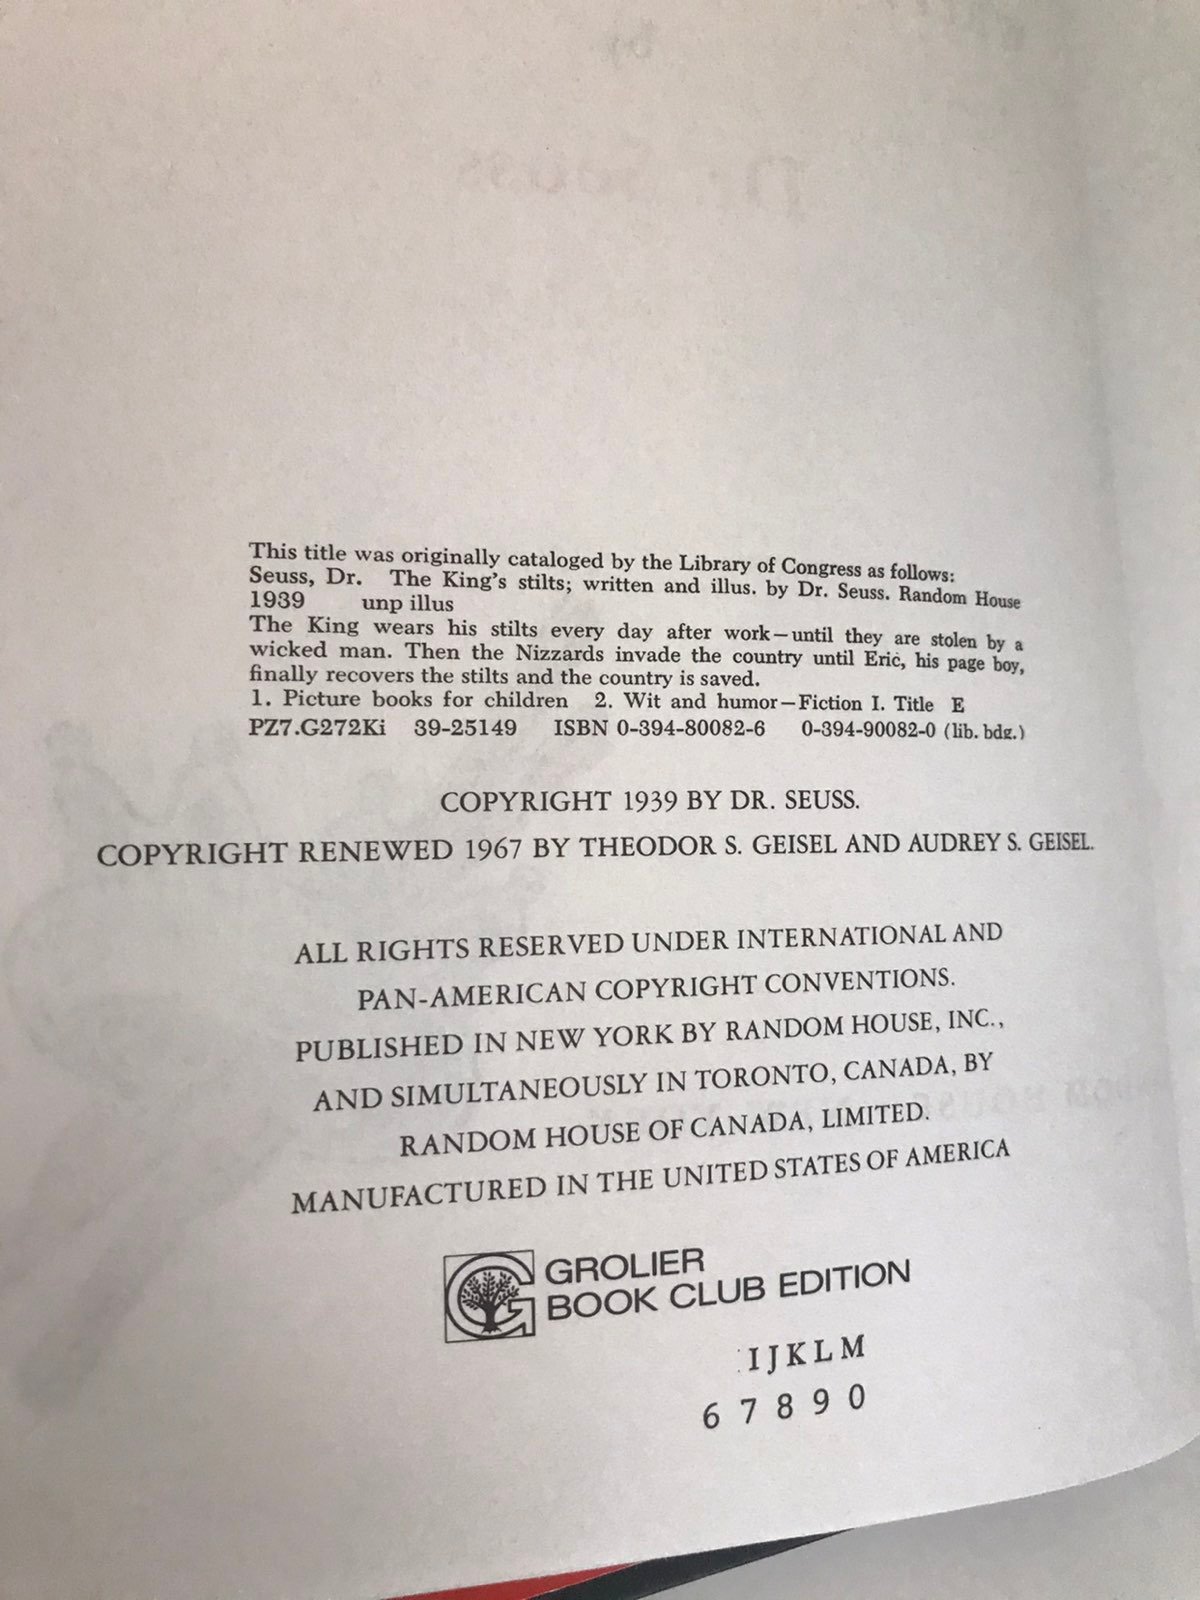 This title was originally cataloged by the Library of Congress as follows:
Seuss, Dr. The King's stilts; written and illus. by Dr. Seuss. Random House
1939 unp illus
The King wears his stilts every day after work—until they are stolen by a
wicked man. Then the Nizzards invade the country until Eric, his page boy,
finally recovers the stilts and the country is saved.
1. Picture books for children 2. Wit and humor—Fiction I. Title E
PZ7.G272Ki 39-25149 ISBN 0-394-80082-6 0-394-90082-0 (lib. bdg.)
COPYRIGHT 1939 BY DR. SEUSS.
COPYRIGHT RENEWED 1967 BY THEODOR S. GEISEL AND AUDREY S. GEISEL.
ALL RIGHTS RESERVED UNDER INTERNATIONAL AND
PAN-AMERICAN COPYRIGHT CONVENTIONS.
PUBLISHED IN NEW YORK BY RANDOM HOUSE, INC.,
AND SIMULTANEOUSLY IN TORONTO, CANADA, BY
RANDOM HOUSE OF CANADA, LIMITED.
MANUFACTURED IN THE UNITED STATES OF AMERICA
GROLIER
BOOK CLUB EDITION
I J K L M
6 7 8 9 0